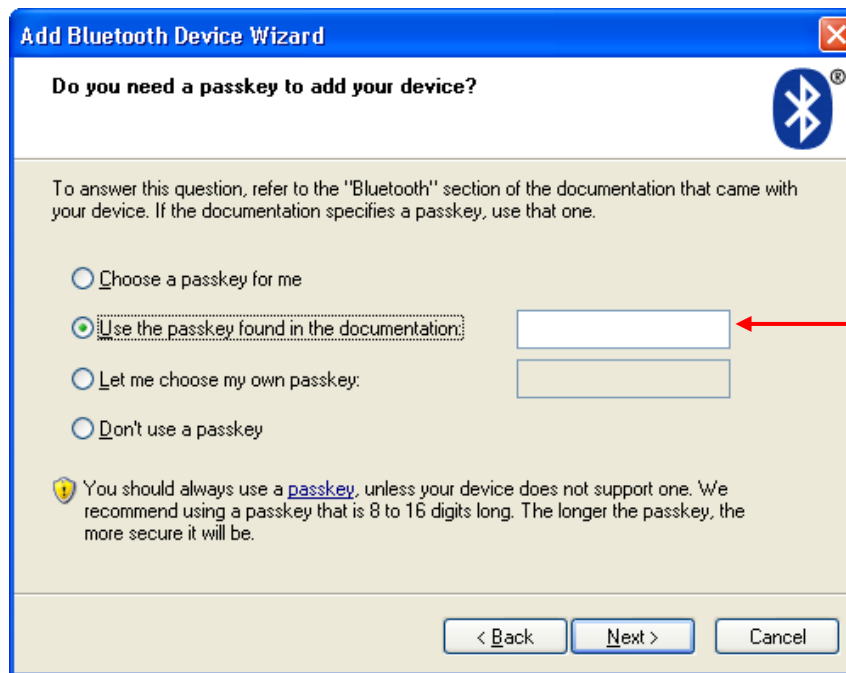 Add Bluetooth Device Wizard
Do you need a passkey to add your device?
®
To answer this question, refer to the "Bluetooth" section of the documentation that came with
your device. If the documentation specifies a passkey, use that one.
Choose a passkey for me
Use the passkey found in the documentation:
Let me choose my own passkey:
Don't use a passkey
You should always use a passkey, unless your device does not support one. We
recommend using a passkey that is 8 to 16 digits long. The longer the passkey, the
more secure it will be.
< Back Next > Cancel